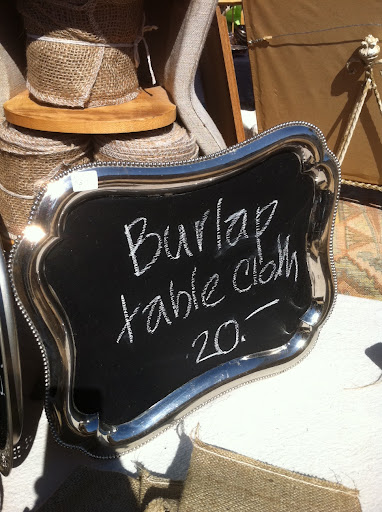 Burlap
table cloth
20.—